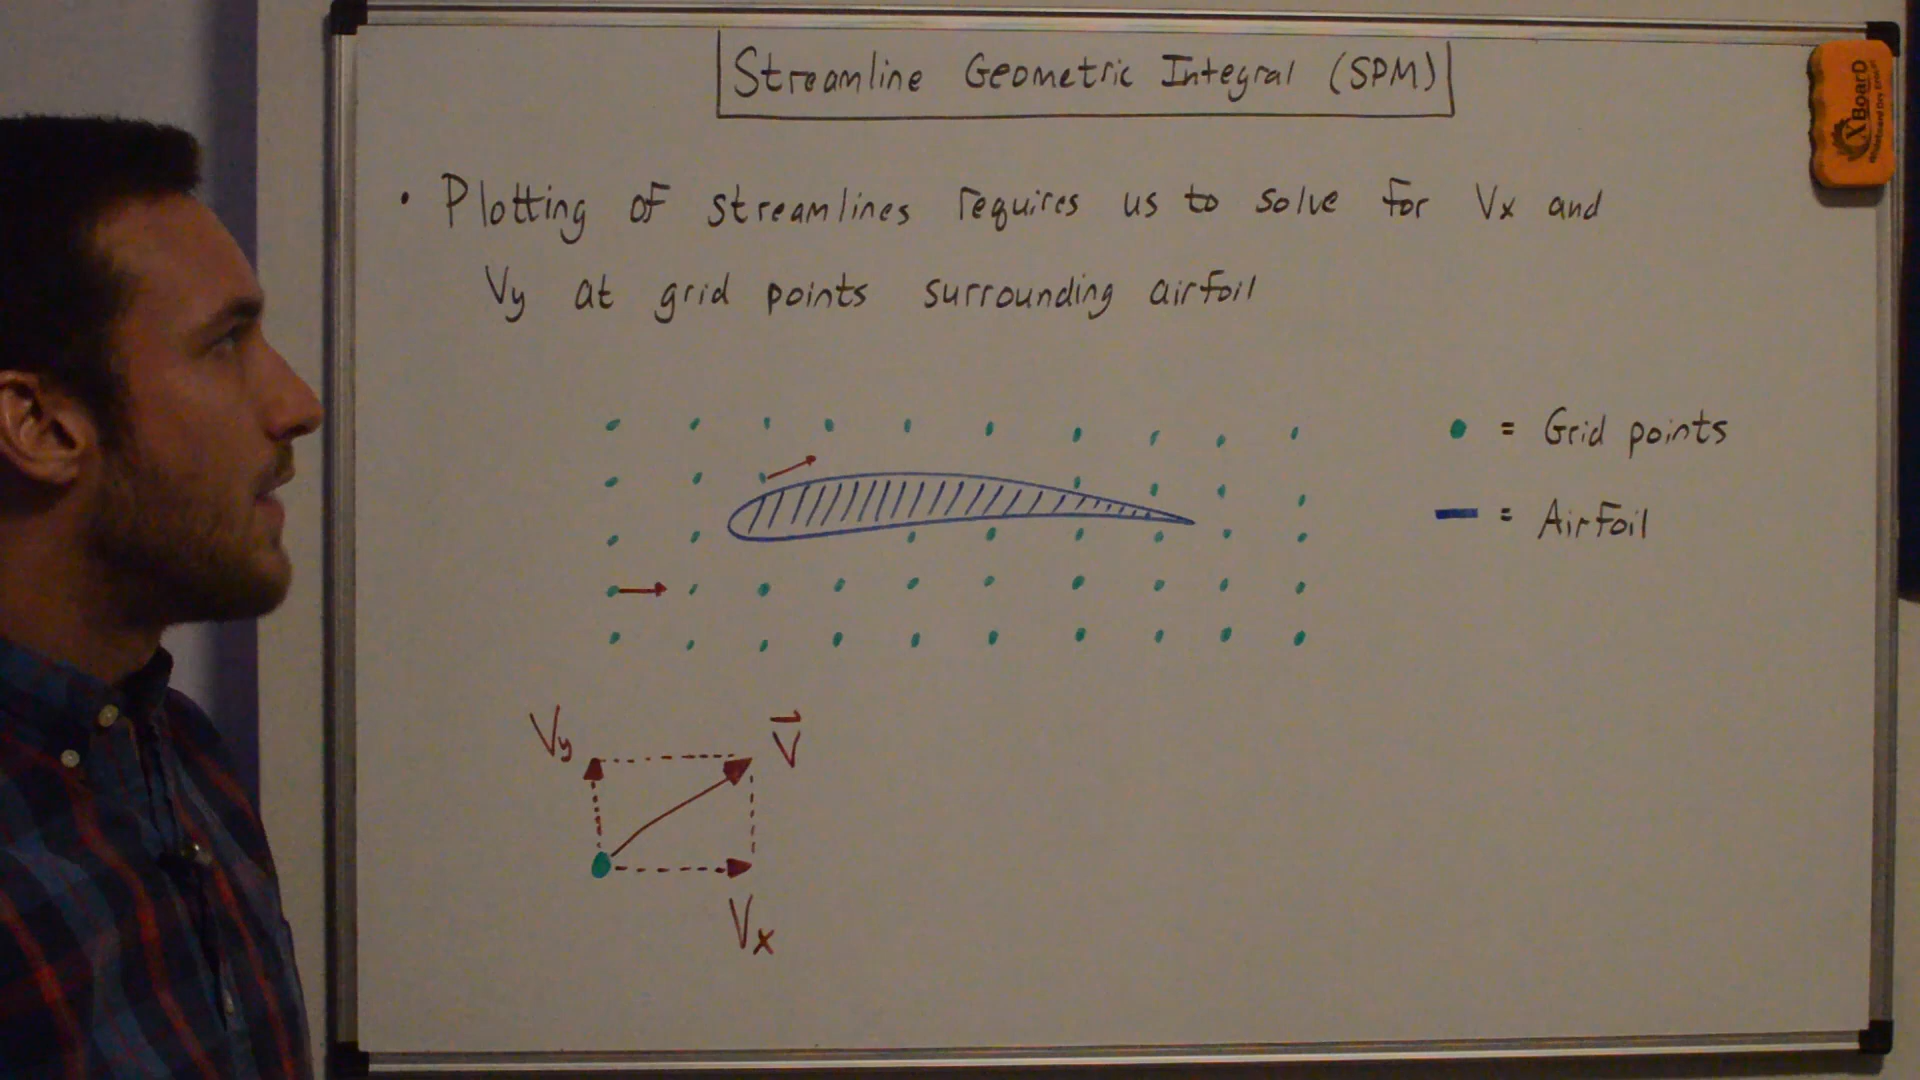 Streamline Geometric Integral (SPM)
• Plotting of streamlines requires us to solve for Vx and
Vy at grid points surrounding airfoil
= Grid points
= Airfoil
Vy
V⃗
Vx
XBoarD